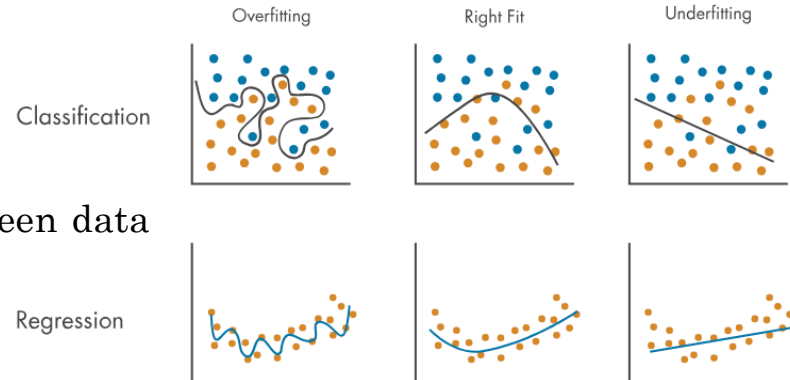 Overfitting Right Fit Underfitting
Classification
een data
Regression